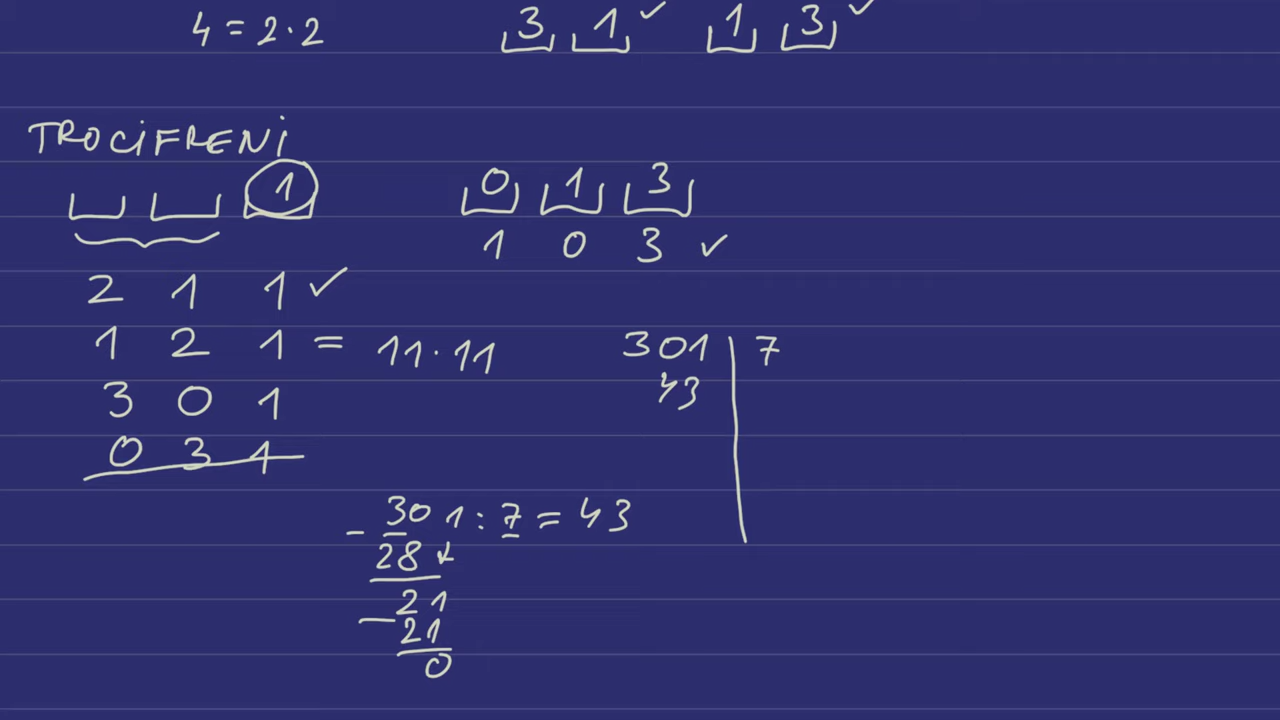 4 = 2·2 3 1 ✓ 1 3 ✓
TROCIFRENI
1 0 1 3
1 0 3 ✓
2 1 1 ✓
1 2 1 = 11·11 301 | 7
43
3 0 1
0 3 1
- 301 : 7 = 43
28
- 21
21
0